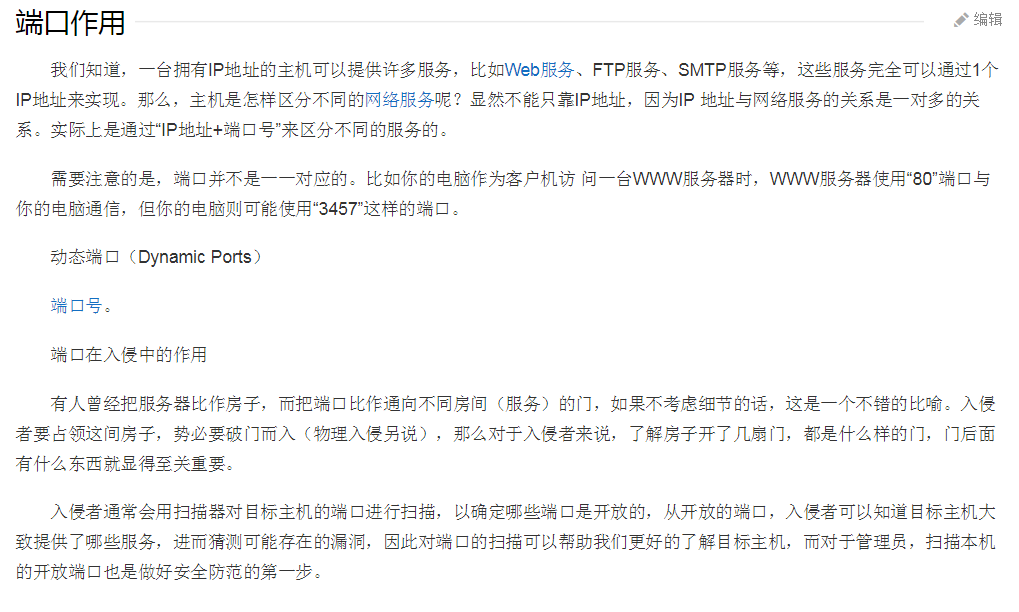 端口作用
编辑
我们知道，一台拥有IP地址的主机可以提供许多服务，比如Web服务、FTP服务、SMTP服务等，这些服务完全可以通过1个
IP地址来实现。那么，主机是怎样区分不同的网络服务呢？显然不能只靠IP地址，因为IP 地址与网络服务的关系是一对多的关
系。实际上是通过“IP地址+端口号”来区分不同的服务的。
需要注意的是，端口并不是一一对应的。比如你的电脑作为客户机访 问一台WWW服务器时，WWW服务器使用“80”端口与
你的电脑通信，但你的电脑则可能使用“3457”这样的端口。
动态端口（Dynamic Ports）
端口号。
端口在入侵中的作用
有人曾经把服务器比作房子，而把端口比作通向不同房间（服务）的门，如果不考虑细节的话，这是一个不错的比喻。入侵
者要占领这间房子，势必要破门而入（物理入侵另说），那么对于入侵者来说，了解房子开了几扇门，都是什么样的门，门后面
有什么东西就显得至关重要。
入侵者通常会用扫描器对目标主机的端口进行扫描，以确定哪些端口是开放的，从开放的端口，入侵者可以知道目标主机大
致提供了哪些服务，进而猜测可能存在的漏洞，因此对端口的扫描可以帮助我们更好的了解目标主机，而对于管理员，扫描本机
的开放端口也是做好安全防范的第一步。